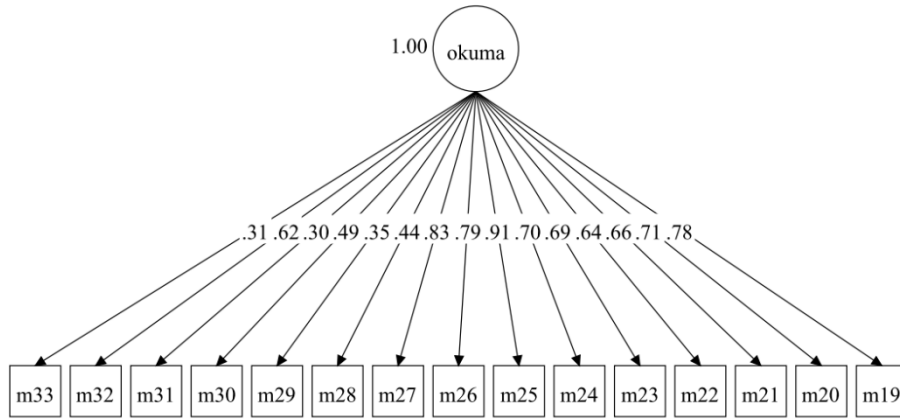 1.00 okuma
.31 .62 .30 .49 .35 .44 .83 .79 .91 .70 .69 .64 .66 .71 .78
m33 m32 m31 m30 m29 m28 m27 m26 m25 m24 m23 m22 m21 m20 m19